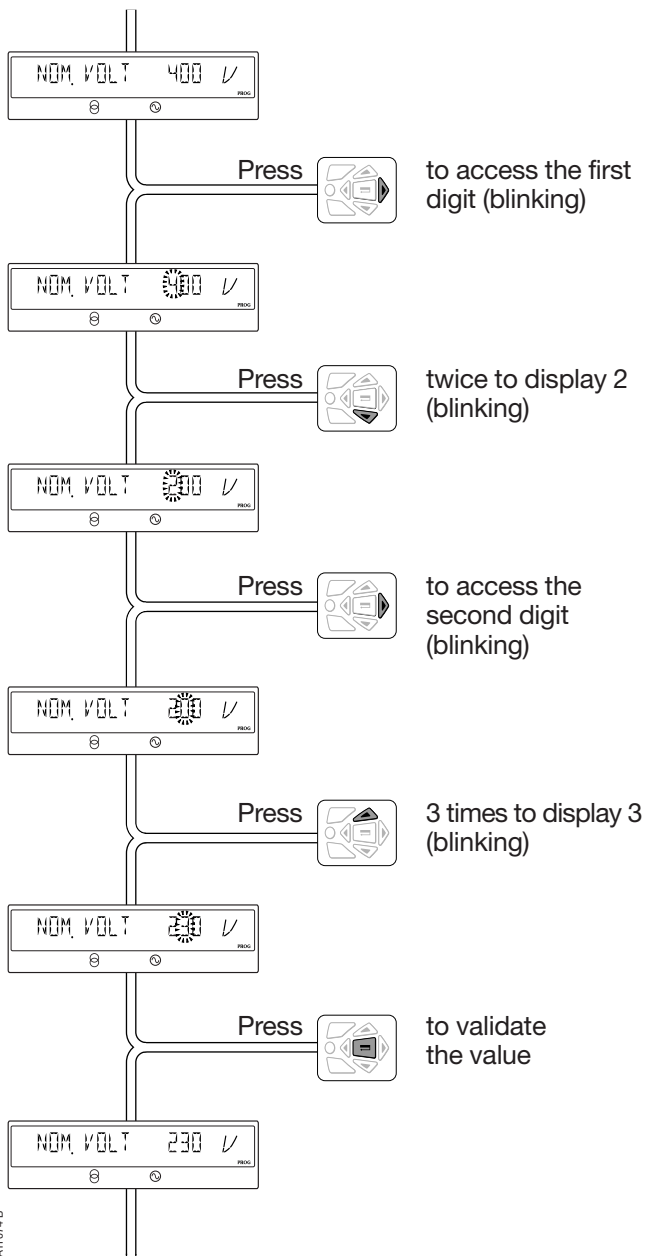 NOM. VOLT 400 V
PROG
Press to access the first
digit (blinking)
NOM. VOLT 400 V
PROG
Press twice to display 2
(blinking)
NOM. VOLT 200 V
PROG
Press to access the
second digit
(blinking)
NOM. VOLT 200 V
PROG
Press 3 times to display 3
(blinking)
NOM. VOLT 230 V
PROG
Press to validate
the value
NOM. VOLT 230 V
PROG